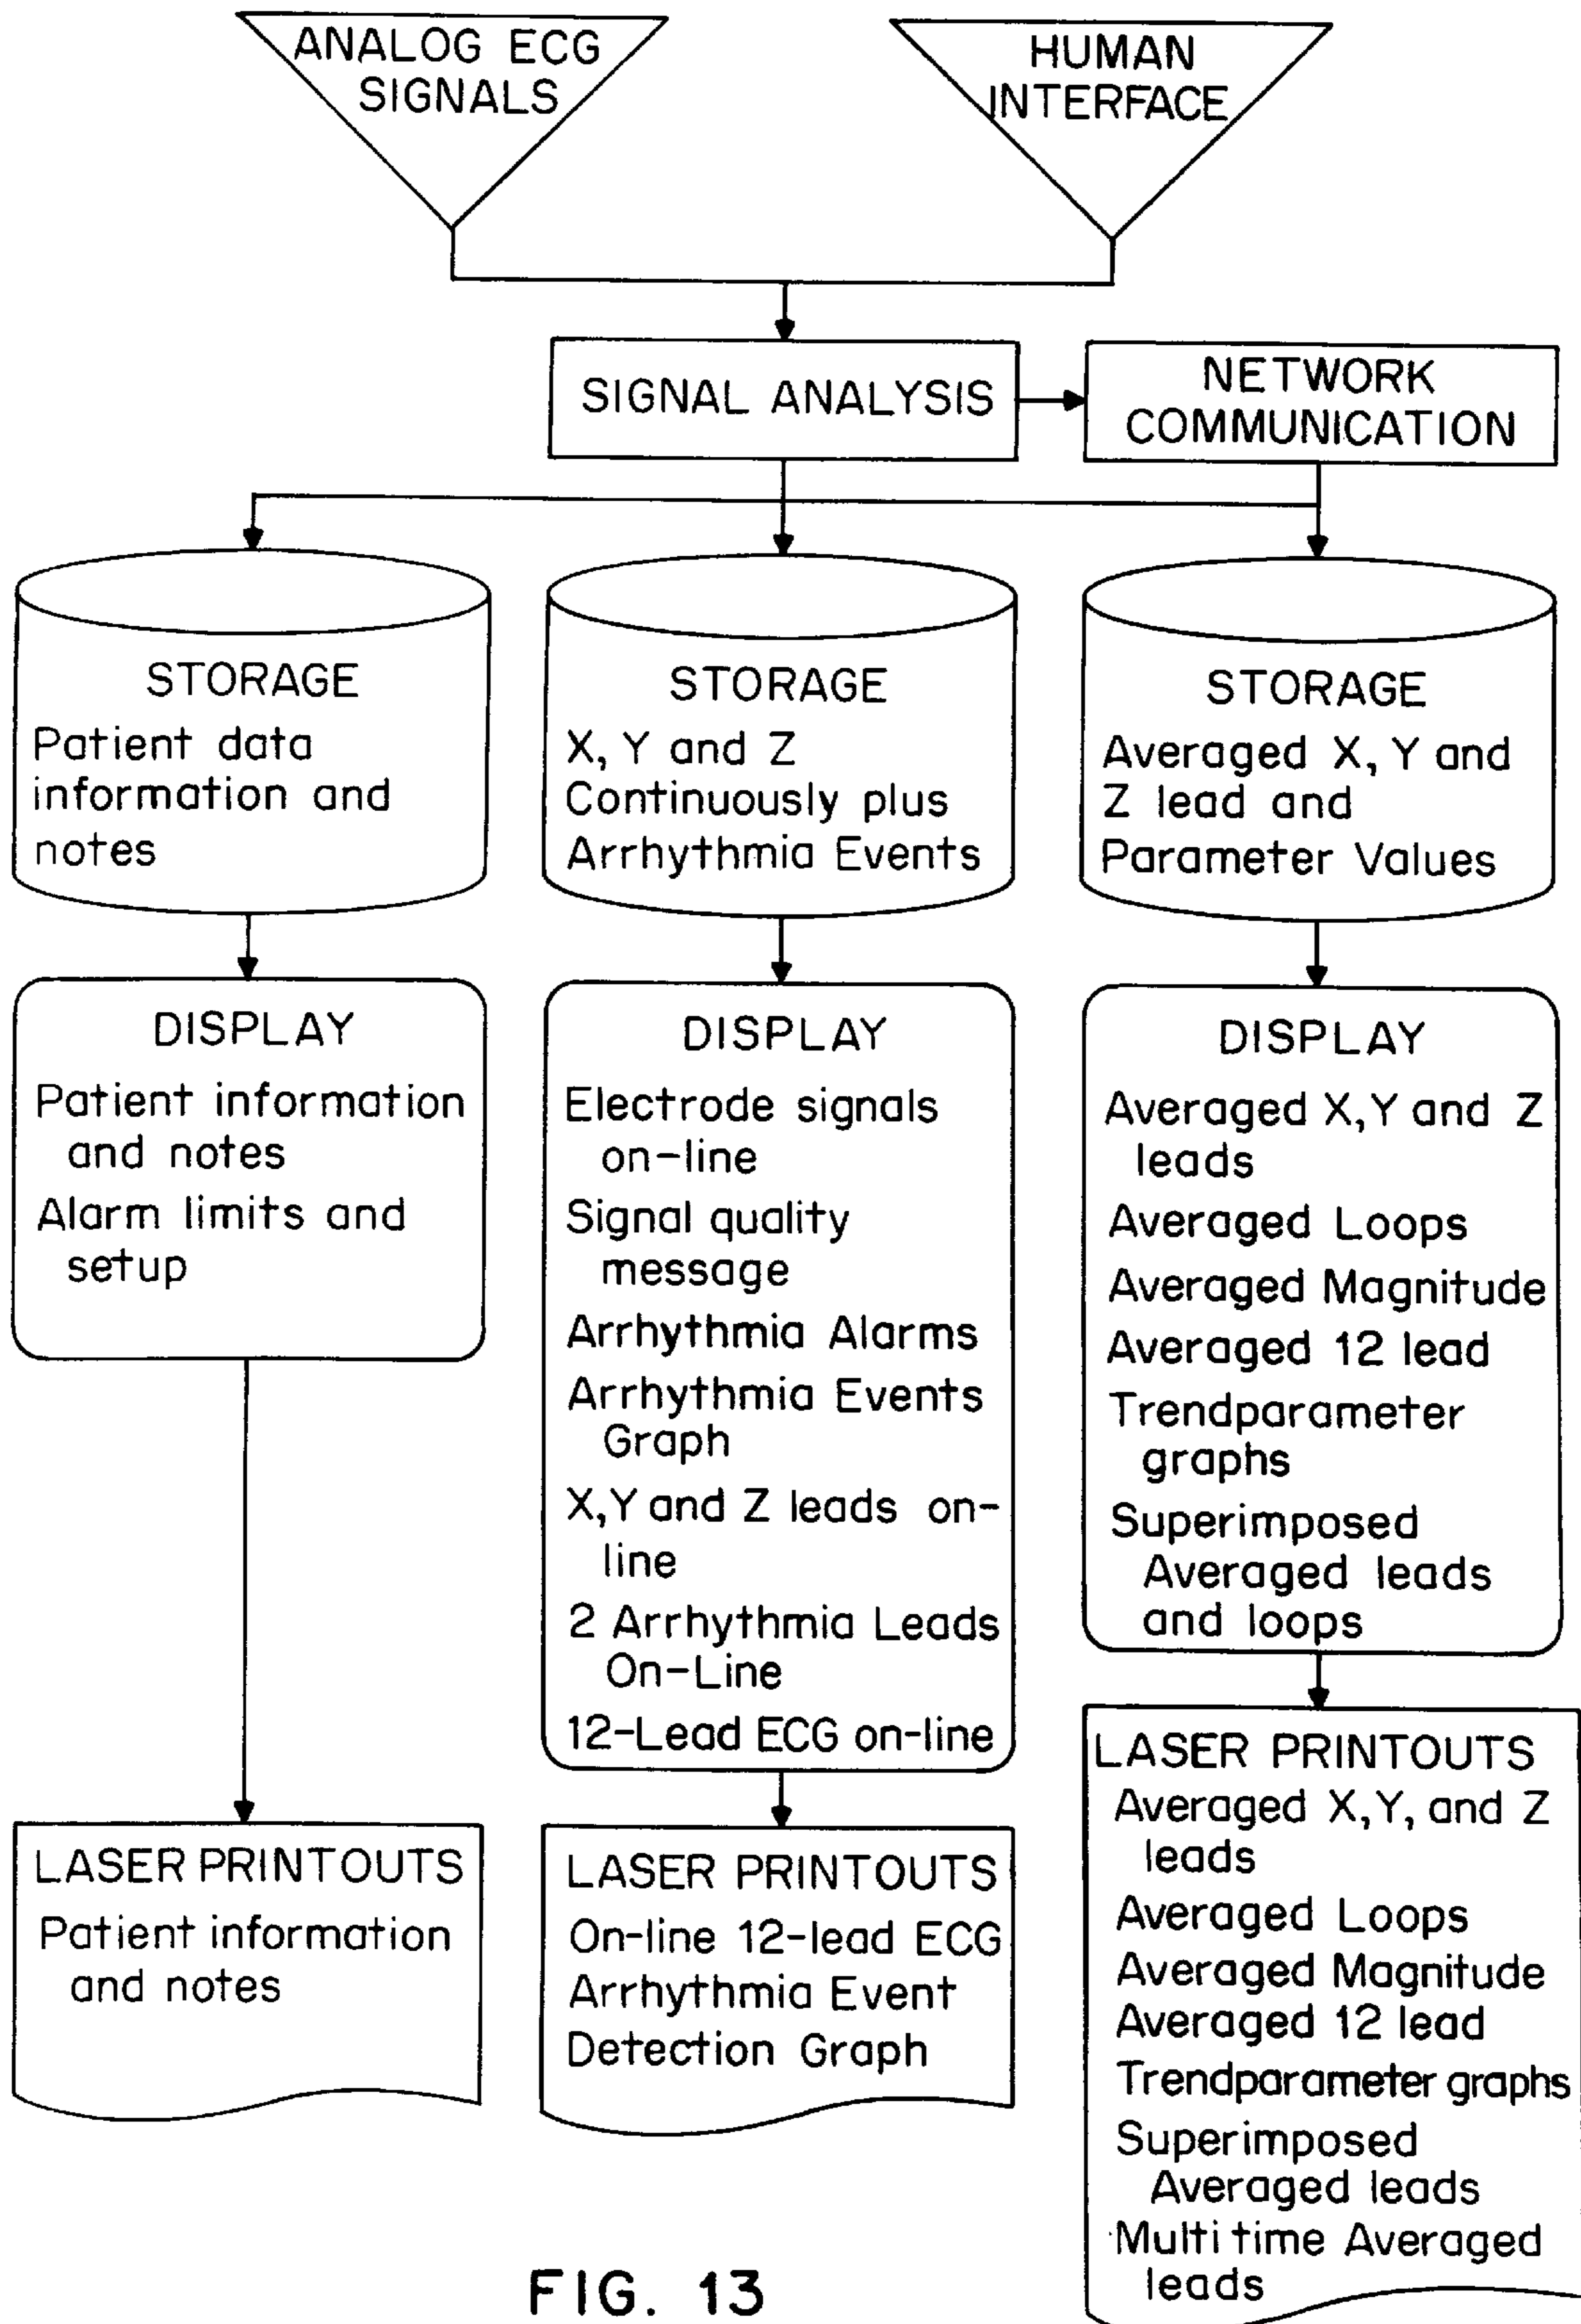 ANALOG ECG
SIGNALS
HUMAN
INTERFACE
SIGNAL ANALYSIS
NETWORK
COMMUNICATION
STORAGE
Patient data
information and
notes
STORAGE
X, Y and Z
Continuously plus
Arrhythmia Events
STORAGE
Averaged X, Y and
Z lead and
Parameter Values
DISPLAY
Patient information
and notes
Alarm limits and
setup
DISPLAY
Electrode signals
on-line
Signal quality
message
Arrhythmia Alarms
Arrhythmia Events
Graph
X, Y and Z leads on-
line
2 Arrhythmia Leads
On-Line
12-Lead ECG on-line
DISPLAY
Averaged X, Y and Z
leads
Averaged Loops
Averaged Magnitude
Averaged 12 lead
Trendparameter
graphs
Superimposed
Averaged leads
and loops
LASER PRINTOUTS
Patient information
and notes
LASER PRINTOUTS
On-line 12-lead ECG
Arrhythmia Event
Detection Graph
LASER PRINTOUTS
Averaged X, Y, and Z
leads
Averaged Loops
Averaged Magnitude
Averaged 12 lead
Trendparameter graphs
Superimposed
Averaged leads
Multi time Averaged
leads
FIG. 13